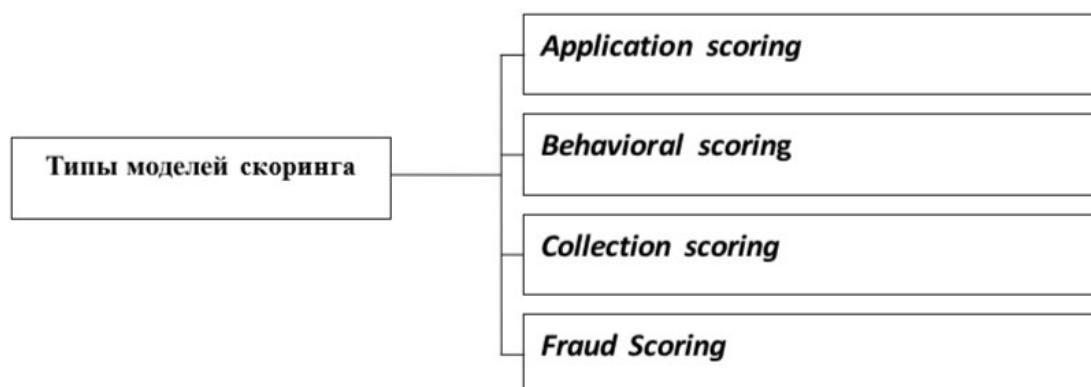 Типы моделей скоринга
Application scoring
Behavioral scoring
Collection scoring
Fraud Scoring